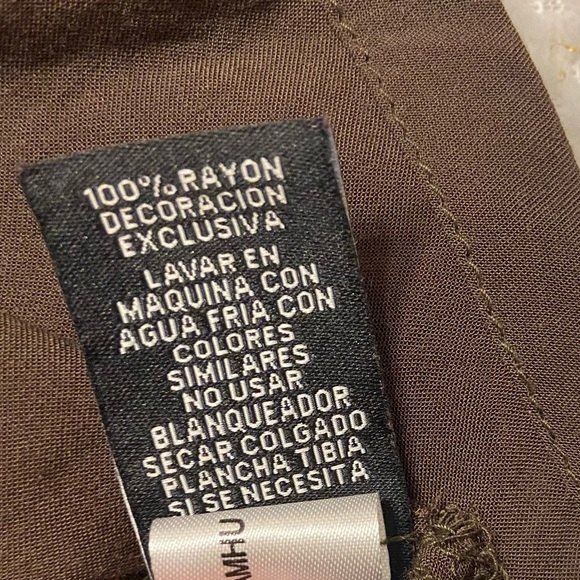 100% RAYON
DECORACION
EXCLUSIVA
LAVAR EN
MAQUINA CON
AGUA FRIA CON
COLORES
SIMILARES
NO USAR
BLANQUEADOR
SECAR COLGADO
PLANCHA TIBIA
SI SE NECESITA